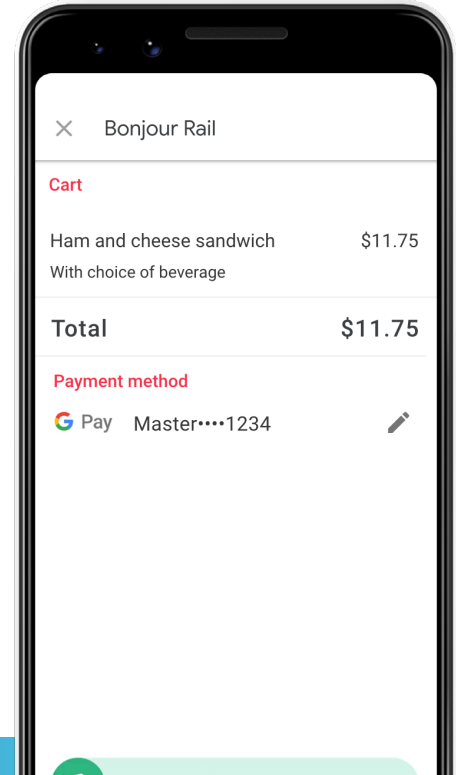 Bonjour Rail
Cart
Ham and cheese sandwich $11.75
With choice of beverage
Total $11.75
Payment method
G Pay Master••••1234